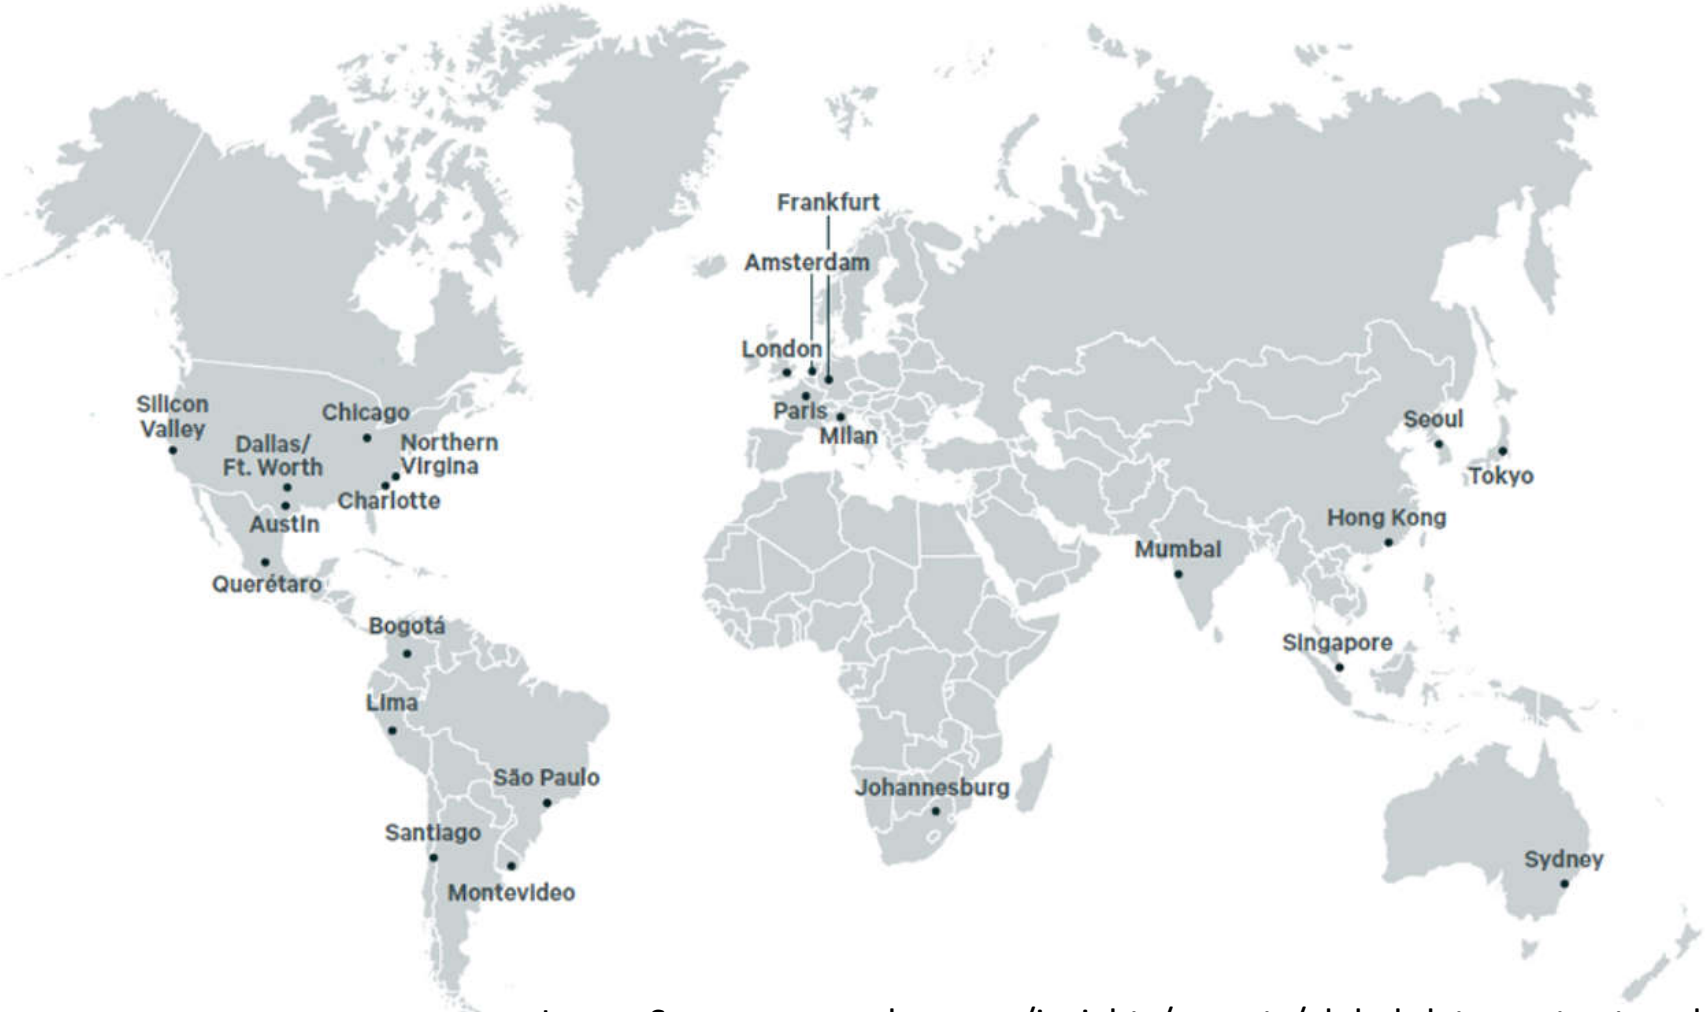 Frankfurt
Amsterdam
London
Paris
Milan
Silicon
Valley
Chicago
Dallas/
Ft. Worth
Northern
Virgina
Charlotte
Austin
Querétaro
Bogotá
Lima
São Paulo
Santiago
Montevideo
Johannesburg
Mumbai
Seoul
Tokyo
Hong Kong
Singapore
Sydney